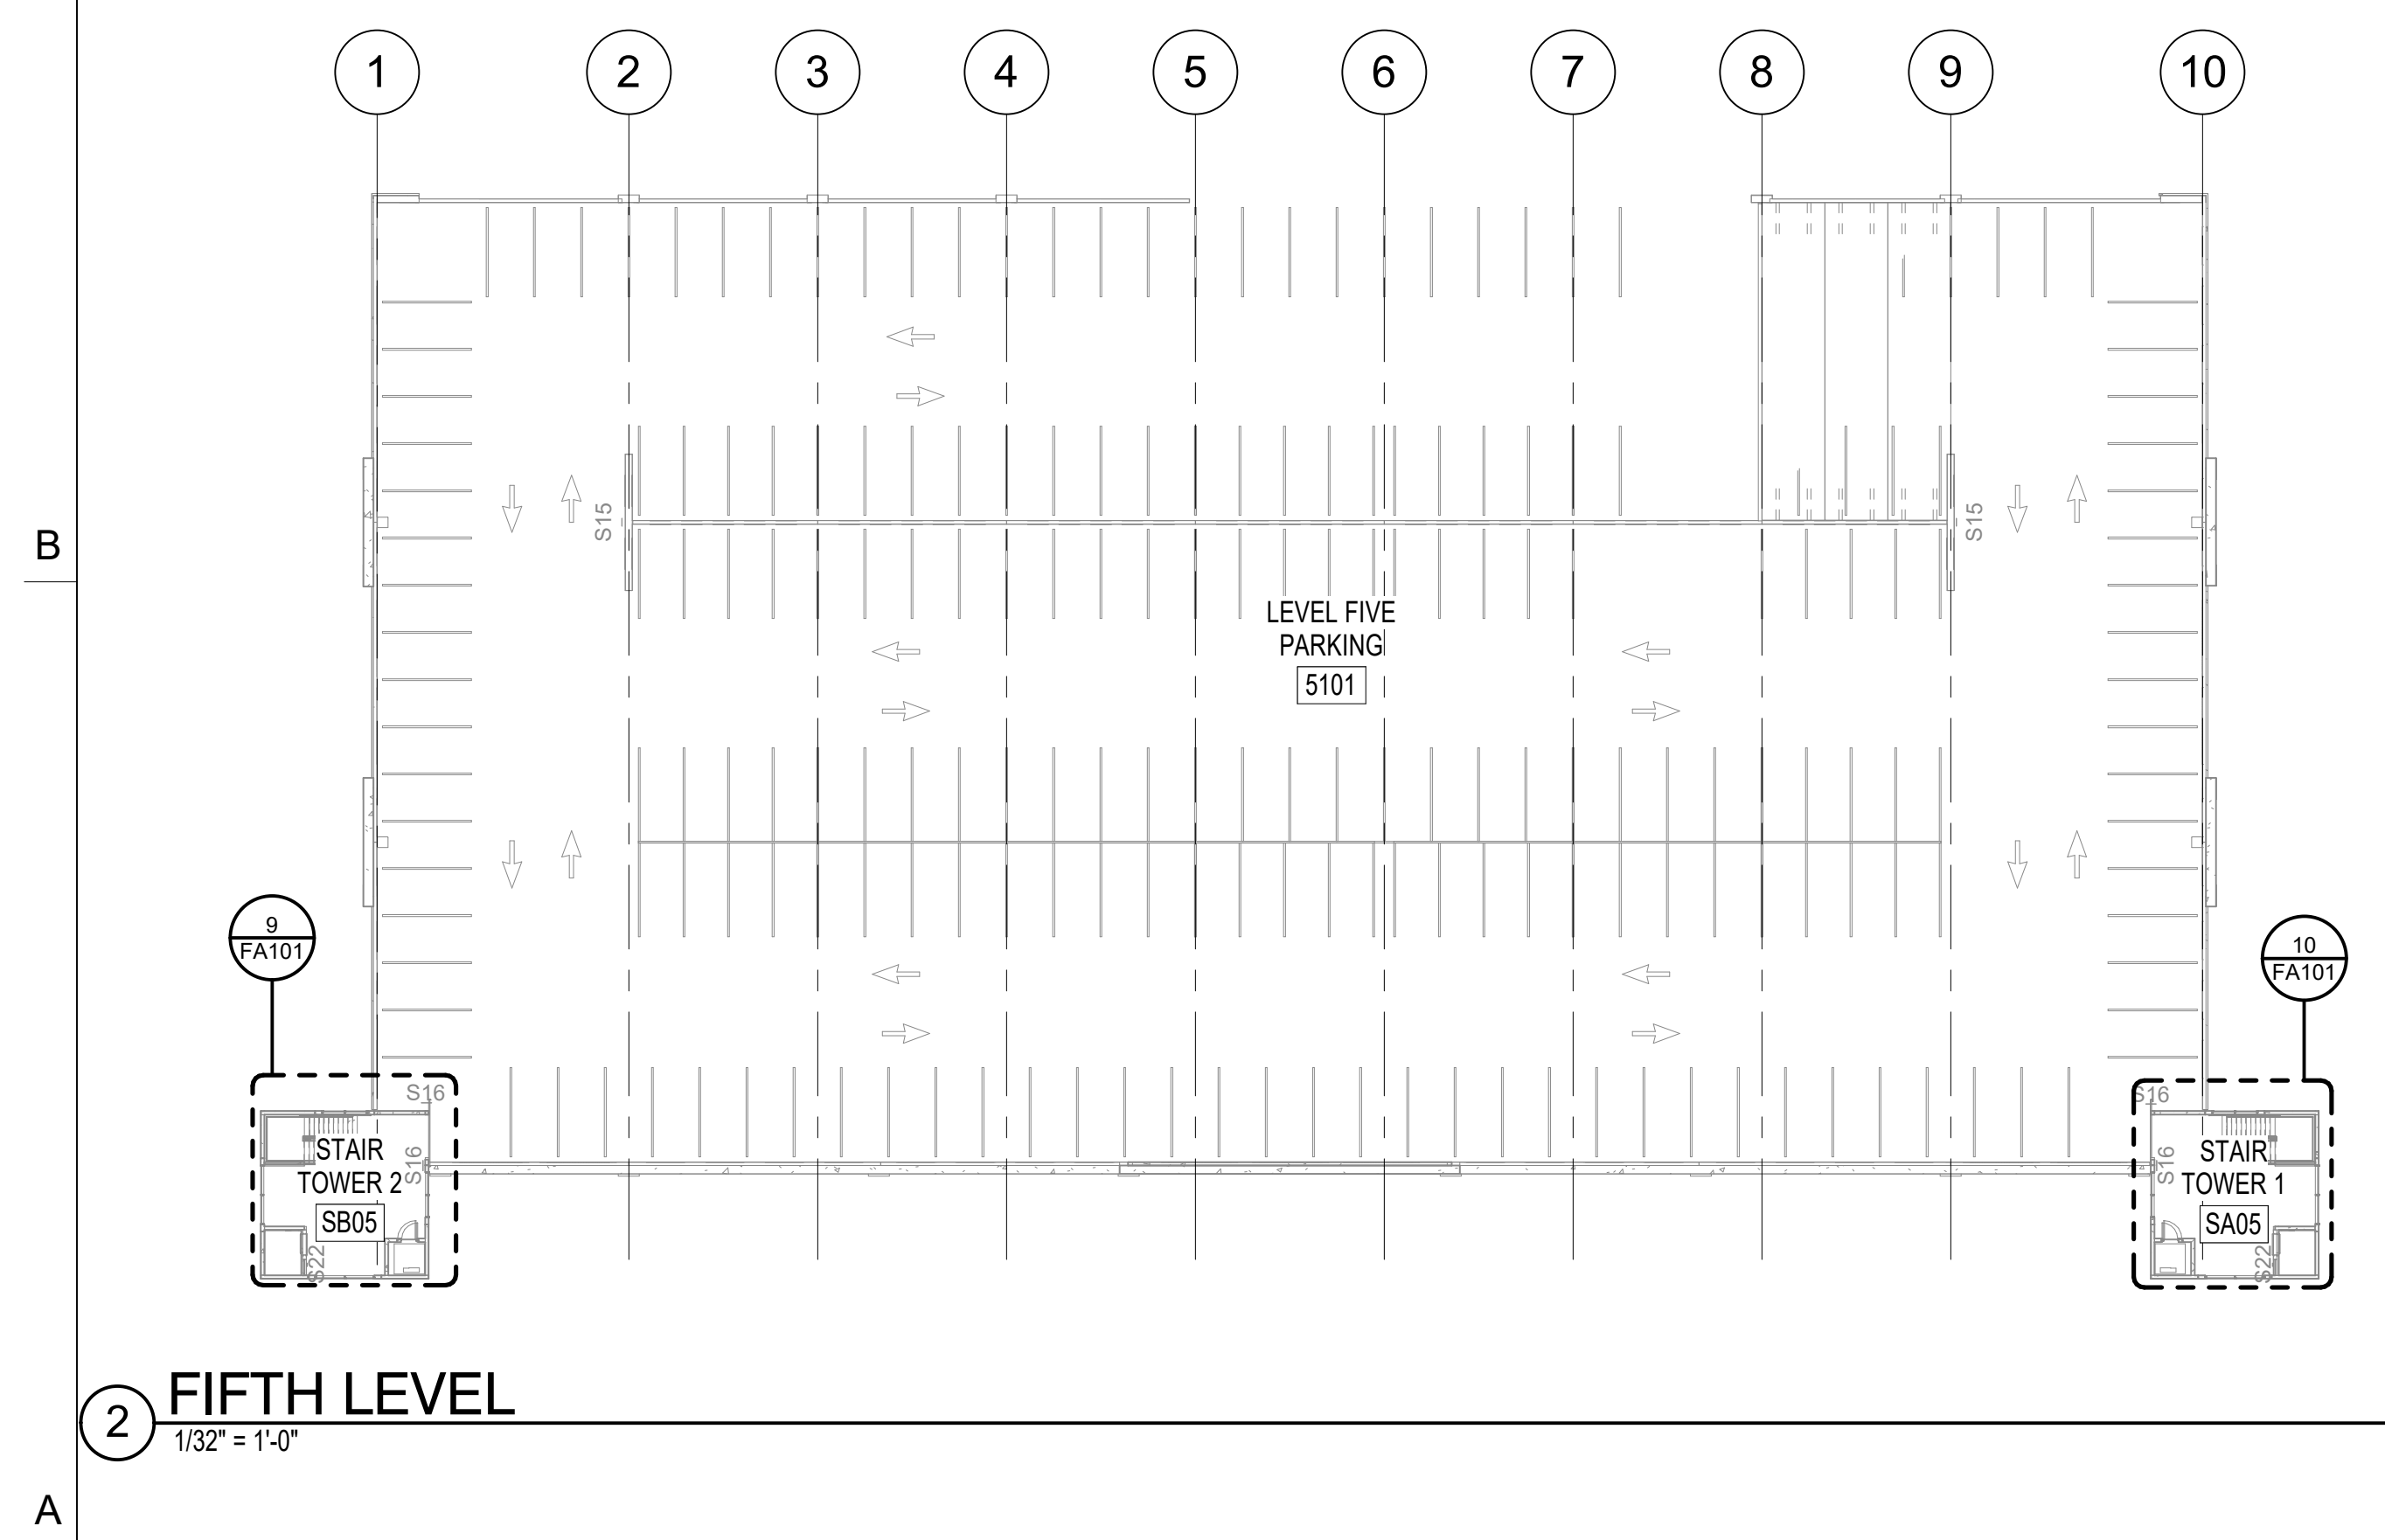 1 2 3 4 5 6 7 8 9 10
S15
S15
B
LEVEL FIVE
PARKING
5101
9
FA101
10
FA101
S16
S16
STAIR
TOWER 2
S16
SB05
S22
STAIR
TOWER 1
S16
SA05
S22
2
FIFTH LEVEL
1/32" = 1'-0"
A